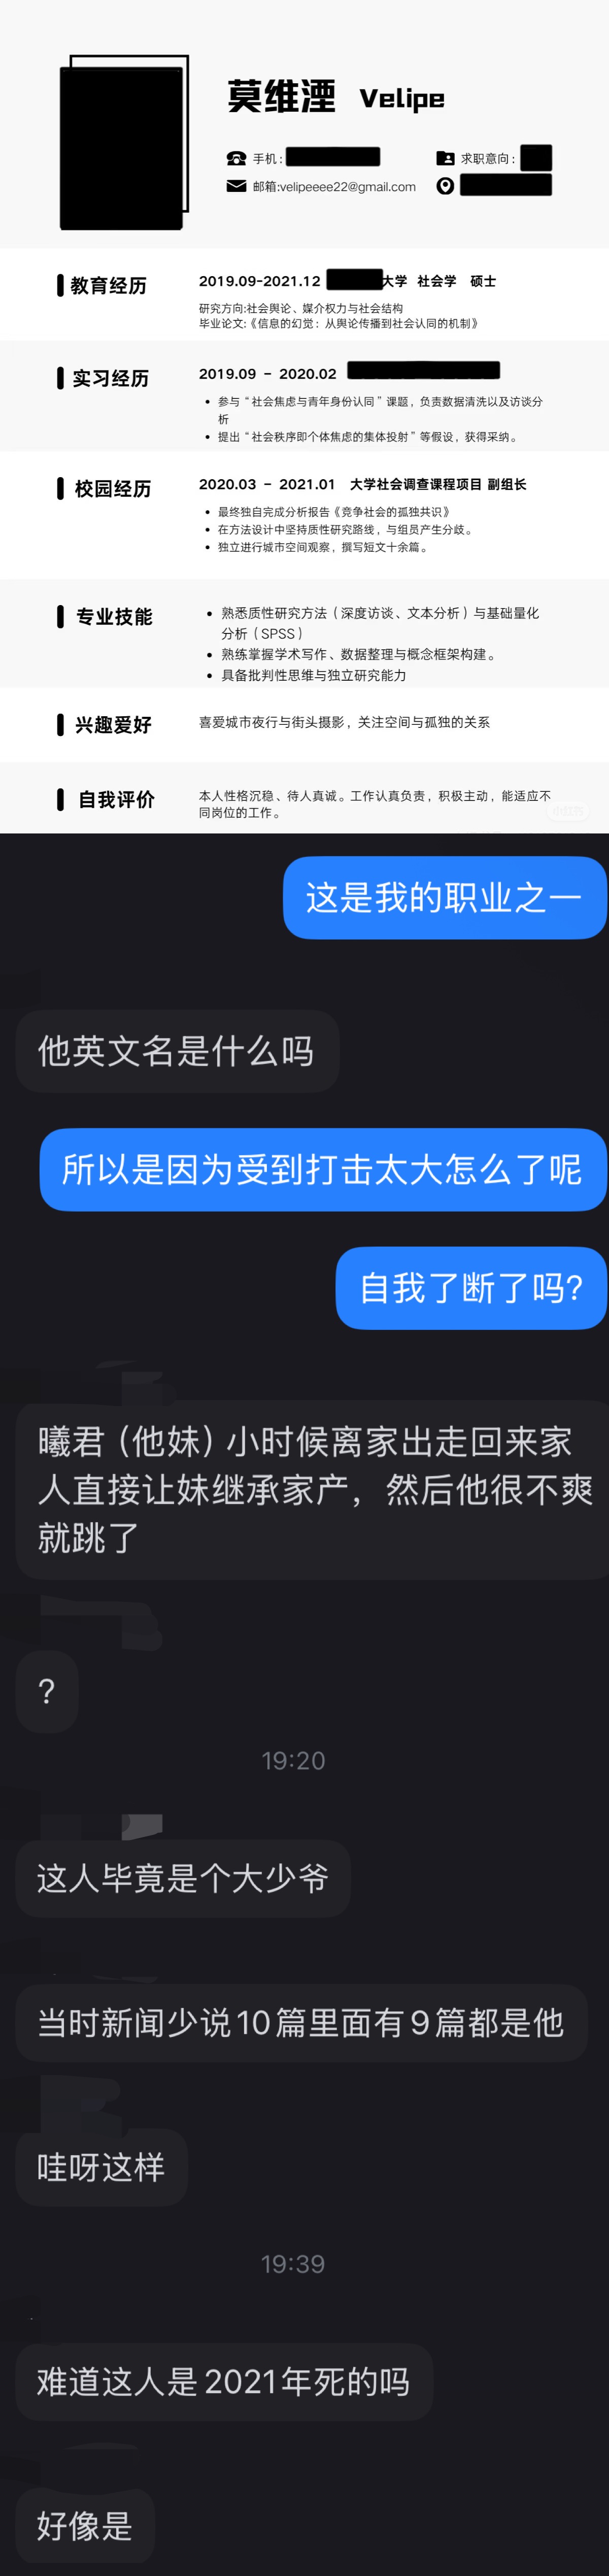 莫维湮 Velipe
手机:
求职意向:
邮箱:velipeeee22@gmail.com
教育经历
2019.09-2021.12 大学 社会学 硕士
研究方向:社会舆论、媒介权力与社会结构
毕业论文:《信息的幻觉:从舆论传播到社会认同的机制》
实习经历
2019.09 – 2020.02
参与“社会焦虑与青年身份认同”课题,负责数据清洗以及访谈分
析
提出“社会秩序即个体焦虑的集体投射”等假设,获得采纳。
校园经历
2020.03 – 2021.01 大学社会调查课程项目 副组长
最终独自完成分析报告《竞争社会的孤独共识》
在方法设计中坚持质性研究路线,与组员产生分歧。
独立进行城市空间观察,撰写短文十余篇。
专业技能
熟悉质性研究方法(深度访谈、文本分析)与基础量化
分析(SPSS)
熟练掌握学术写作、数据整理与概念框架构建。
具备批判性思维与独立研究能力
兴趣爱好
喜爱城市夜行与街头摄影,关注空间与孤独的关系
自我评价
本人性格沉稳、待人真诚。工作认真负责,积极主动,能适应不
同岗位的工作。
小红书
这是我的职业之一
他英文名是什么吗
所以是因为受到打击太大怎么了呢
自我了断了吗?
曦君(他妹)小时候离家出走回来家
人直接让妹继承家产,然后他很不爽
就跳了
?
19:20
这人毕竟是个大少爷
当时新闻少说10篇里面有9篇都是他
哇呀这样
19:39
难道这人是2021年死的吗
好像是